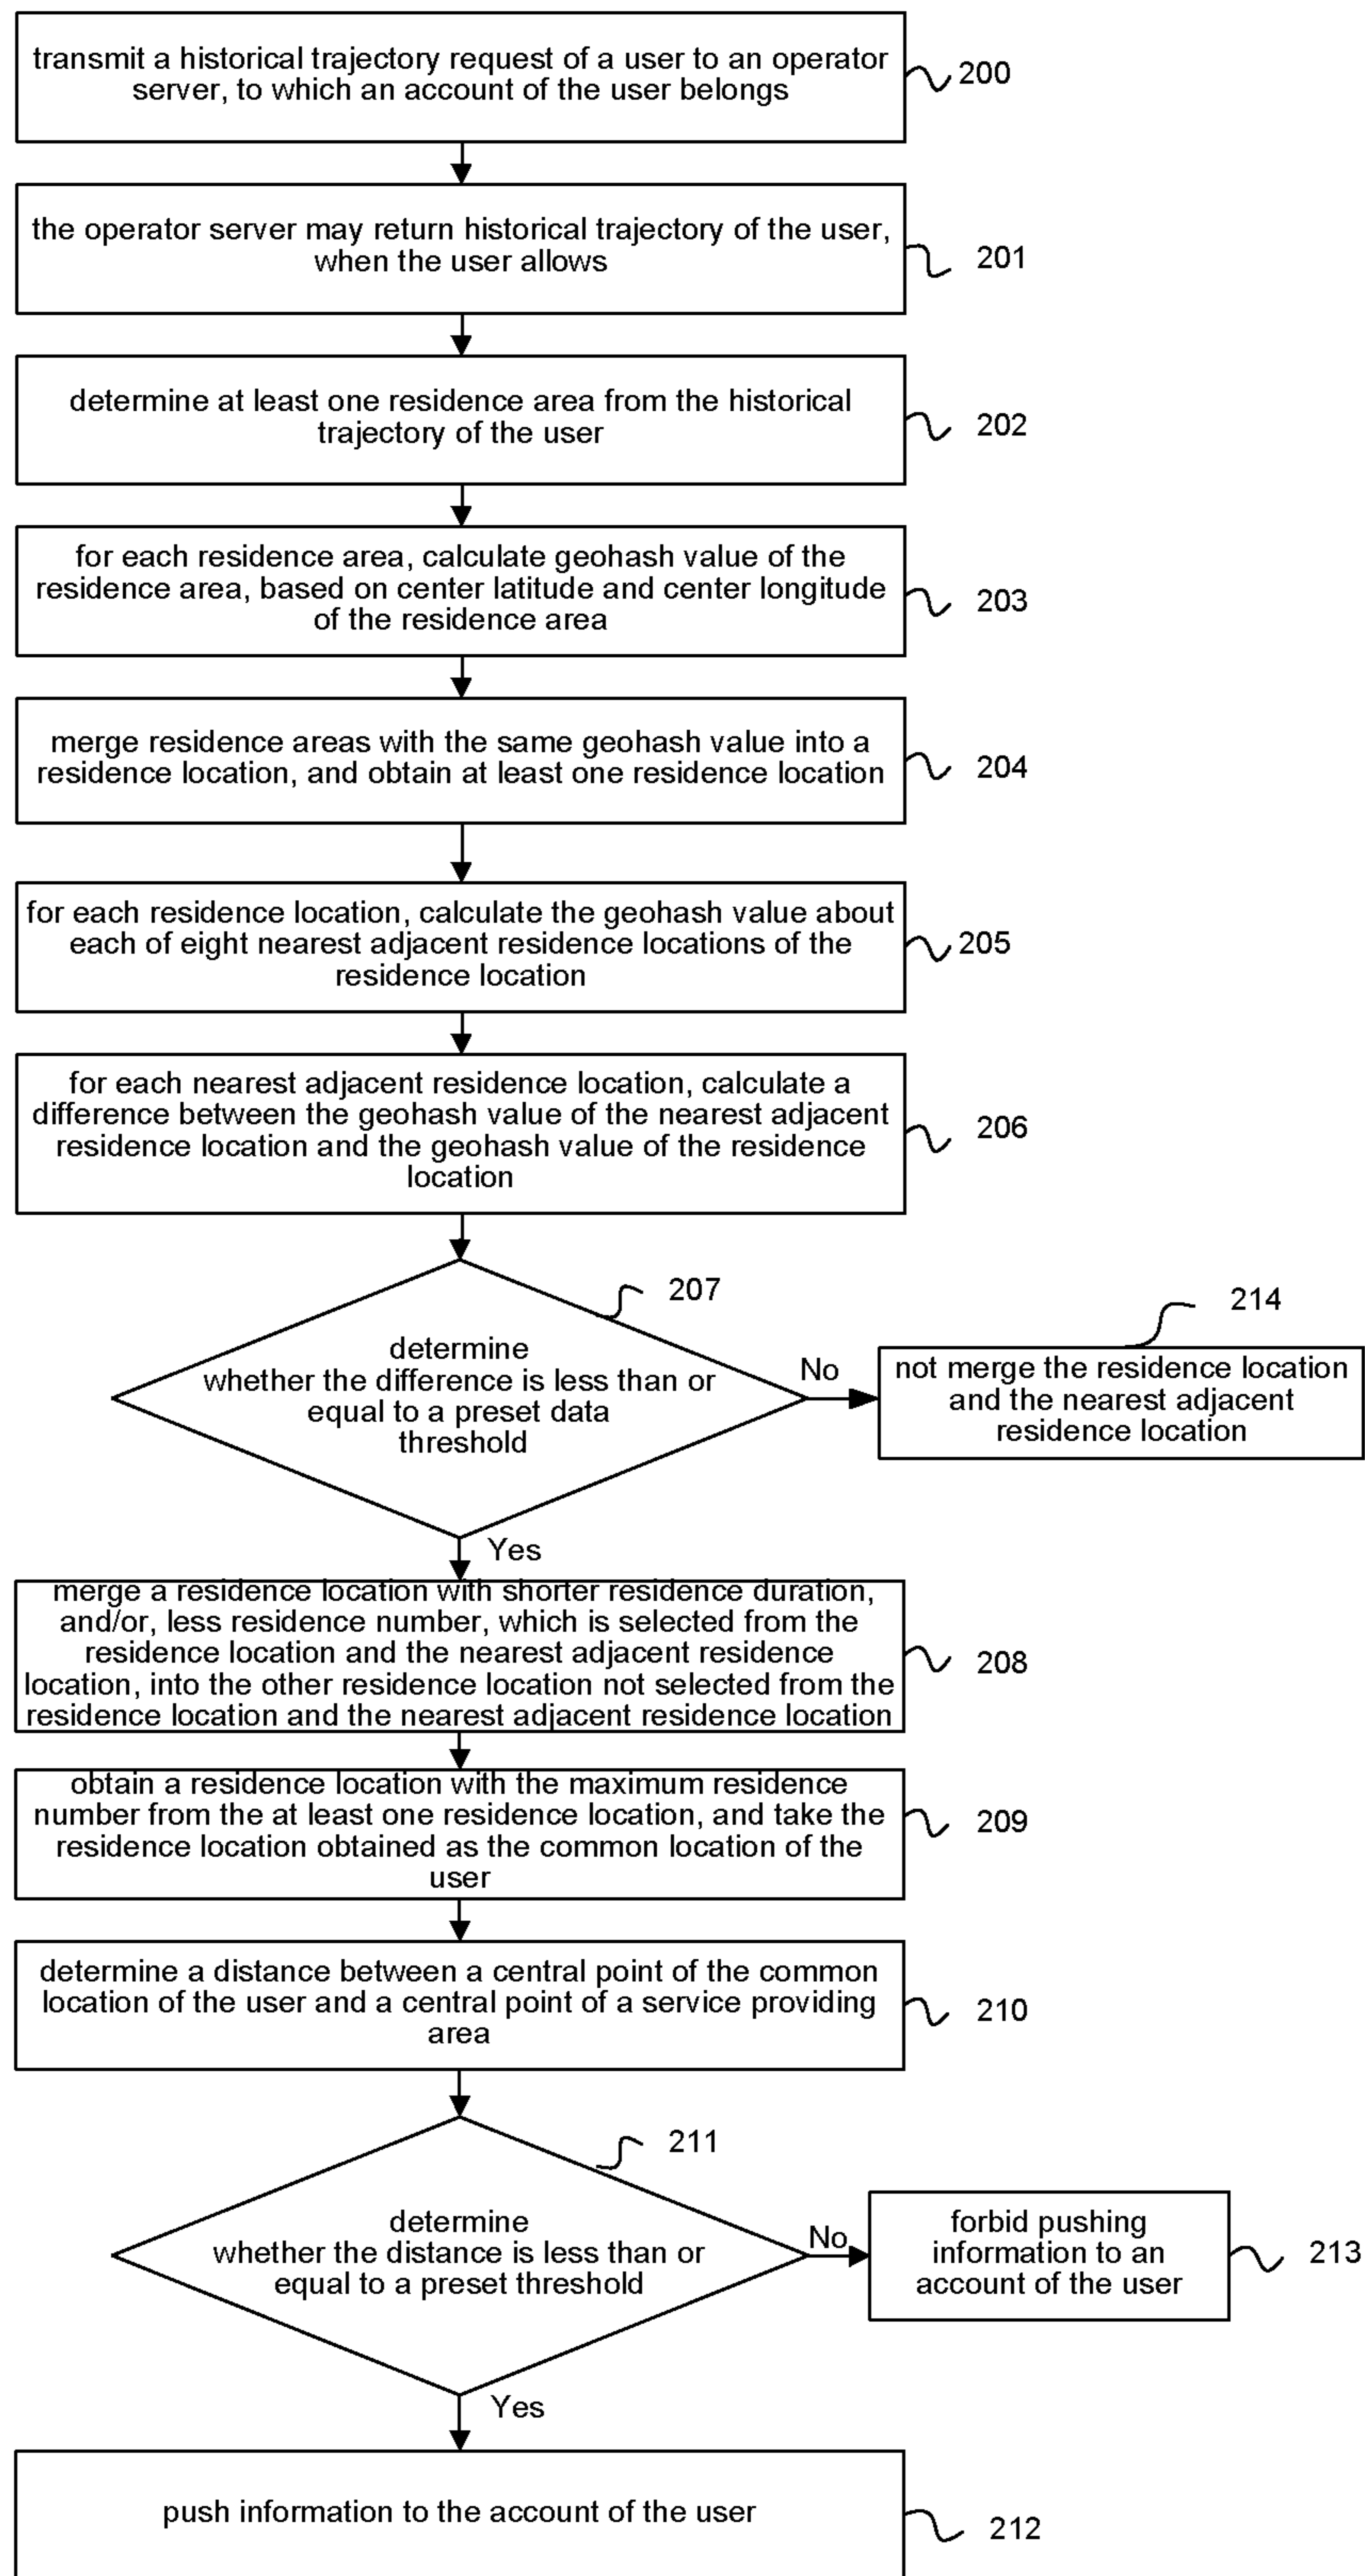 transmit a historical trajectory request of a user to an operator
server, to which an account of the user belongs
200
the operator server may return historical trajectory of the user,
when the user allows
201
determine at least one residence area from the historical
trajectory of the user
202
for each residence area, calculate geohash value of the
residence area, based on center latitude and center longitude
of the residence area
203
merge residence areas with the same geohash value into a
residence location, and obtain at least one residence location
204
for each residence location, calculate the geohash value about
each of eight nearest adjacent residence locations of the
residence location
205
for each nearest adjacent residence location, calculate a
difference between the geohash value of the nearest adjacent
residence location and the geohash value of the residence
location
206
207
determine
whether the difference is less than or
equal to a preset data
threshold
No
214
not merge the residence location
and the nearest adjacent
residence location
Yes
merge a residence location with shorter residence duration,
and/or, less residence number, which is selected from the
residence location and the nearest adjacent residence
location, into the other residence location not selected from the
residence location and the nearest adjacent residence location
208
obtain a residence location with the maximum residence
number from the at least one residence location, and take the
residence location obtained as the common location of the
user
209
determine a distance between a central point of the common
location of the user and a central point of a service providing
area
210
211
determine
whether the distance is less than or
equal to a preset threshold
No
forbid pushing
information to an
account of the user
213
Yes
push information to the account of the user
212